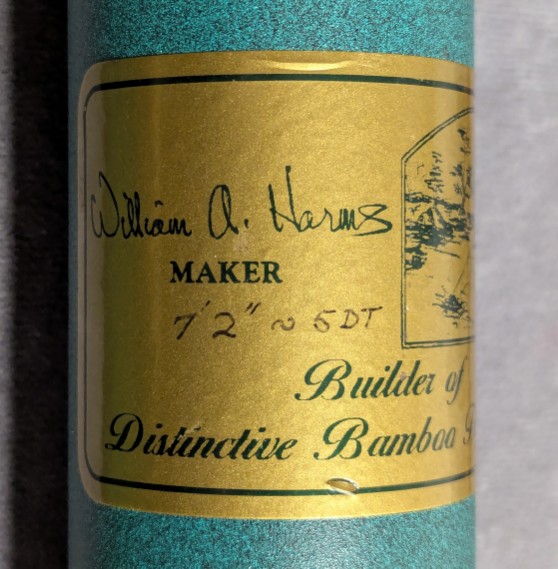 William A. Harms
MAKER
7'2" ~ 5DT
Builder of
Distinctive Bamboo